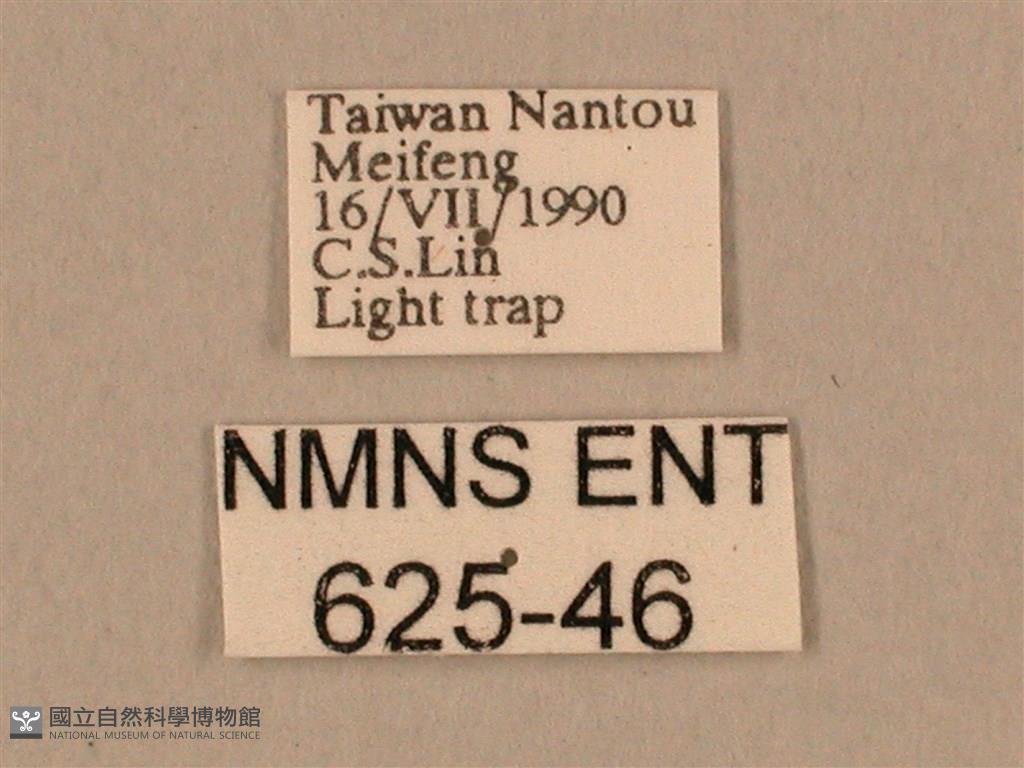 Taiwan Nantou
Meifeng
16/VII/1990
C.S.Lin
Light trap
NMNS ENT
625-46
國立自然科學博物館
NATIONAL MUSEUM OF NATURAL SCIENCE